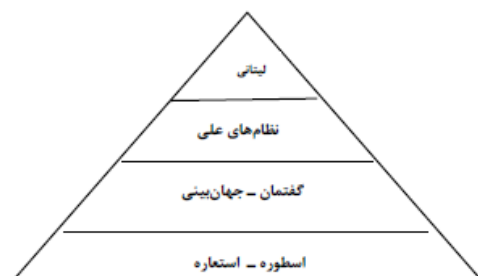 لیتانی
نظام‌های علی
گفتمان – جهان‌بینی
اسطوره – استعاره